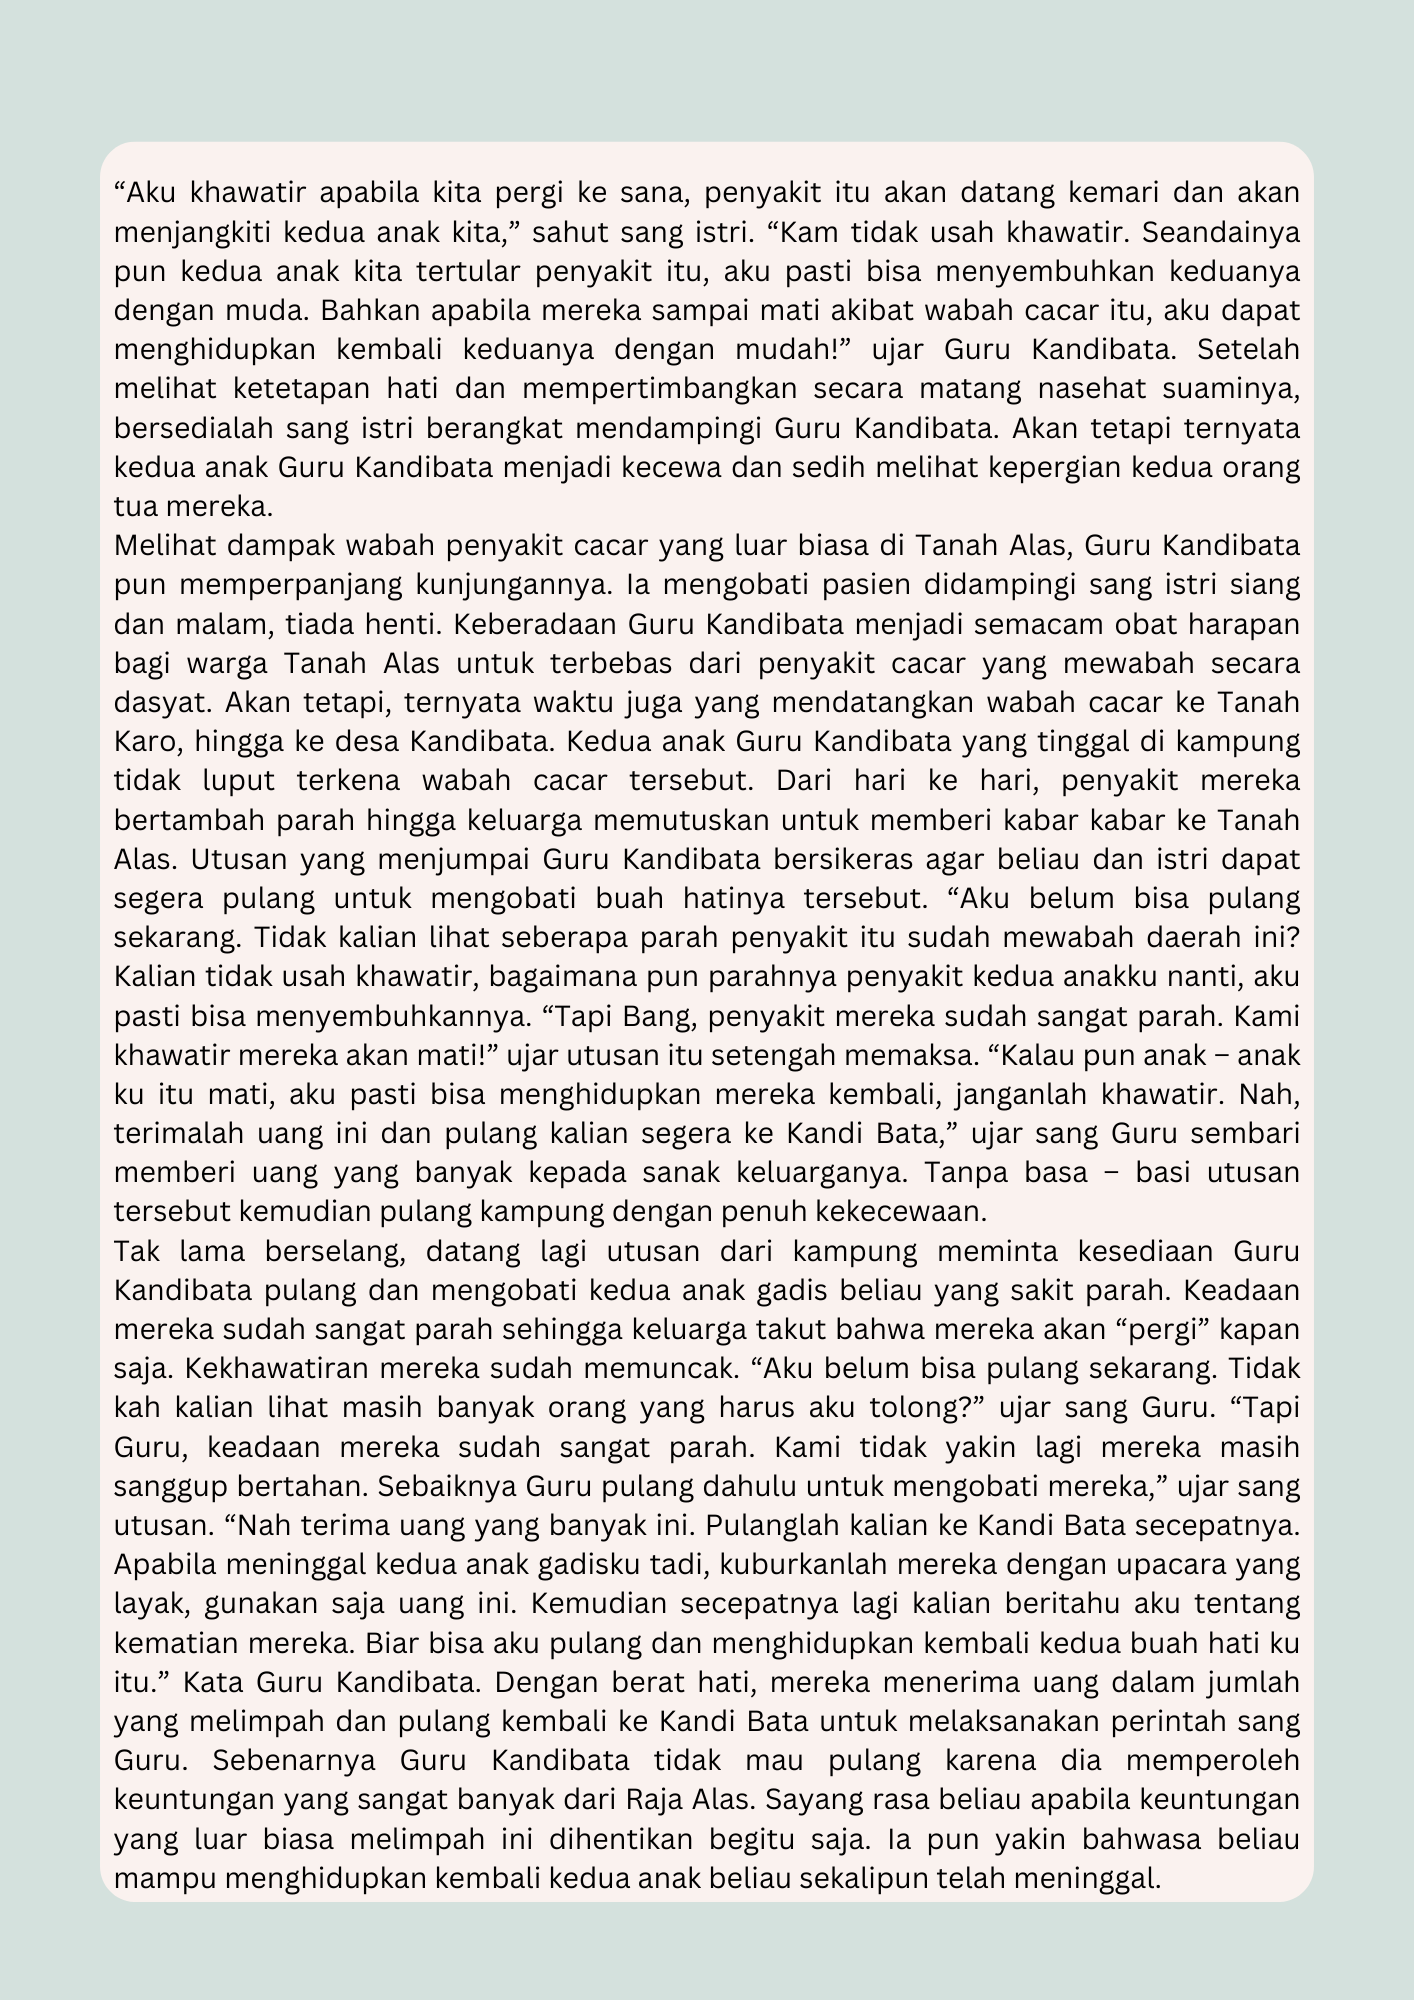 “Aku khawatir apabila kita pergi ke sana, penyakit itu akan datang kemari dan akan
menjangkiti kedua anak kita,” sahut sang istri. “Kam tidak usah khawatir. Seandainya
pun kedua anak kita tertular penyakit itu, aku pasti bisa menyembuhkan keduanya
dengan muda. Bahkan apabila mereka sampai mati akibat wabah cacar itu, aku dapat
menghidupkan kembali keduanya dengan mudah!” ujar Guru Kandibata. Setelah
melihat ketetapan hati dan mempertimbangkan secara matang nasehat suaminya,
bersedialah sang istri berangkat mendampingi Guru Kandibata. Akan tetapi ternyata
kedua anak Guru Kandibata menjadi kecewa dan sedih melihat kepergian kedua orang
tua mereka.
Melihat dampak wabah penyakit cacar yang luar biasa di Tanah Alas, Guru Kandibata
pun memperpanjang kunjungannya. Ia mengobati pasien didampingi sang istri siang
dan malam, tiada henti. Keberadaan Guru Kandibata menjadi semacam obat harapan
bagi warga Tanah Alas untuk terbebas dari penyakit cacar yang mewabah secara
dasyat. Akan tetapi, ternyata waktu juga yang mendatangkan wabah cacar ke Tanah
Karo, hingga ke desa Kandibata. Kedua anak Guru Kandibata yang tinggal di kampung
tidak luput terkena wabah cacar tersebut. Dari hari ke hari, penyakit mereka
bertambah parah hingga keluarga memutuskan untuk memberi kabar kabar ke Tanah
Alas. Utusan yang menjumpai Guru Kandibata bersikeras agar beliau dan istri dapat
segera pulang untuk mengobati buah hatinya tersebut. “Aku belum bisa pulang
sekarang. Tidak kalian lihat seberapa parah penyakit itu sudah mewabah daerah ini?
Kalian tidak usah khawatir, bagaimana pun parahnya penyakit kedua anakku nanti, aku
pasti bisa menyembuhkannya. “Tapi Bang, penyakit mereka sudah sangat parah. Kami
khawatir mereka akan mati!” ujar utusan itu setengah memaksa. “Kalau pun anak – anak
ku itu mati, aku pasti bisa menghidupkan mereka kembali, janganlah khawatir. Nah,
terimalah uang ini dan pulang kalian segera ke Kandi Bata,” ujar sang Guru sembari
memberi uang yang banyak kepada sanak keluarganya. Tanpa basa – basi utusan
tersebut kemudian pulang kampung dengan penuh kekecewaan.
Tak lama berselang, datang lagi utusan dari kampung meminta kesediaan Guru
Kandibata pulang dan mengobati kedua anak gadis beliau yang sakit parah. Keadaan
mereka sudah sangat parah sehingga keluarga takut bahwa mereka akan “pergi” kapan
saja. Kekhawatiran mereka sudah memuncak. “Aku belum bisa pulang sekarang. Tidak
kah kalian lihat masih banyak orang yang harus aku tolong?” ujar sang Guru. “Tapi
Guru, keadaan mereka sudah sangat parah. Kami tidak yakin lagi mereka masih
sanggup bertahan. Sebaiknya Guru pulang dahulu untuk mengobati mereka,” ujar sang
utusan. “Nah terima uang yang banyak ini. Pulanglah kalian ke Kandi Bata secepatnya.
Apabila meninggal kedua anak gadisku tadi, kuburkanlah mereka dengan upacara yang
layak, gunakan saja uang ini. Kemudian secepatnya lagi kalian beritahu aku tentang
kematian mereka. Biar bisa aku pulang dan menghidupkan kembali kedua buah hati ku
itu.” Kata Guru Kandibata. Dengan berat hati, mereka menerima uang dalam jumlah
yang melimpah dan pulang kembali ke Kandi Bata untuk melaksanakan perintah sang
Guru. Sebenarnya Guru Kandibata tidak mau pulang karena dia memperoleh
keuntungan yang sangat banyak dari Raja Alas. Sayang rasa beliau apabila keuntungan
yang luar biasa melimpah ini dihentikan begitu saja. Ia pun yakin bahwasa beliau
mampu menghidupkan kembali kedua anak beliau sekalipun telah meninggal.